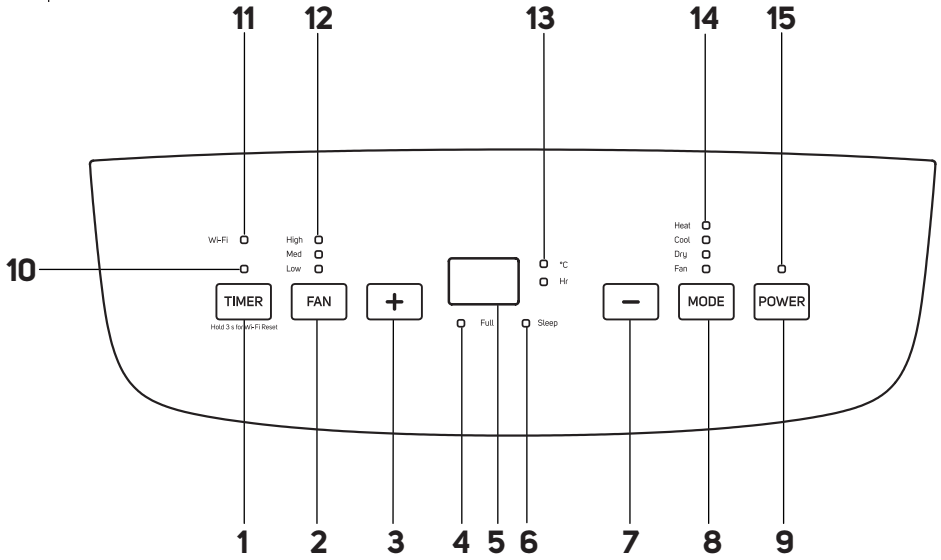 11 12 13 14 15
Heat
Wi-Fi High Cool
Med °C Dry
10 Low Hr Fan
TIMER FAN + − MODE POWER
Hold 3 s for Wi-Fi Reset Full Sleep
1 2 3 4 5 6 7 8 9